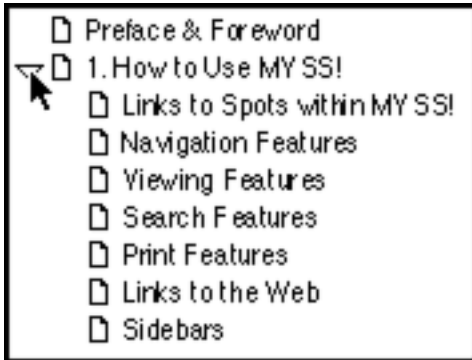 Preface & Foreword
1. How to Use MY SS!
Links to Spots within MY SS!
Navigation Features
Viewing Features
Search Features
Print Features
Links to the Web
Sidebars